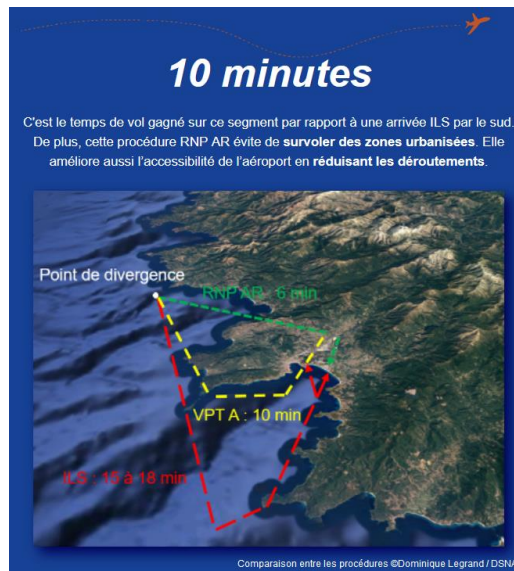 10 minutes
C'est le temps de vol gagné sur ce segment par rapport à une arrivée ILS par le sud.
De plus, cette procédure RNP AR évite de survoler des zones urbanisées. Elle
améliore aussi l'accessibilité de l'aéroport en réduisant les déroutements.
Point de divergence
RNP AR : 6 min
VPT A : 10 min
ILS : 15 à 18 min
Comparaison entre les procédures ©Dominique Legrand / DSNA